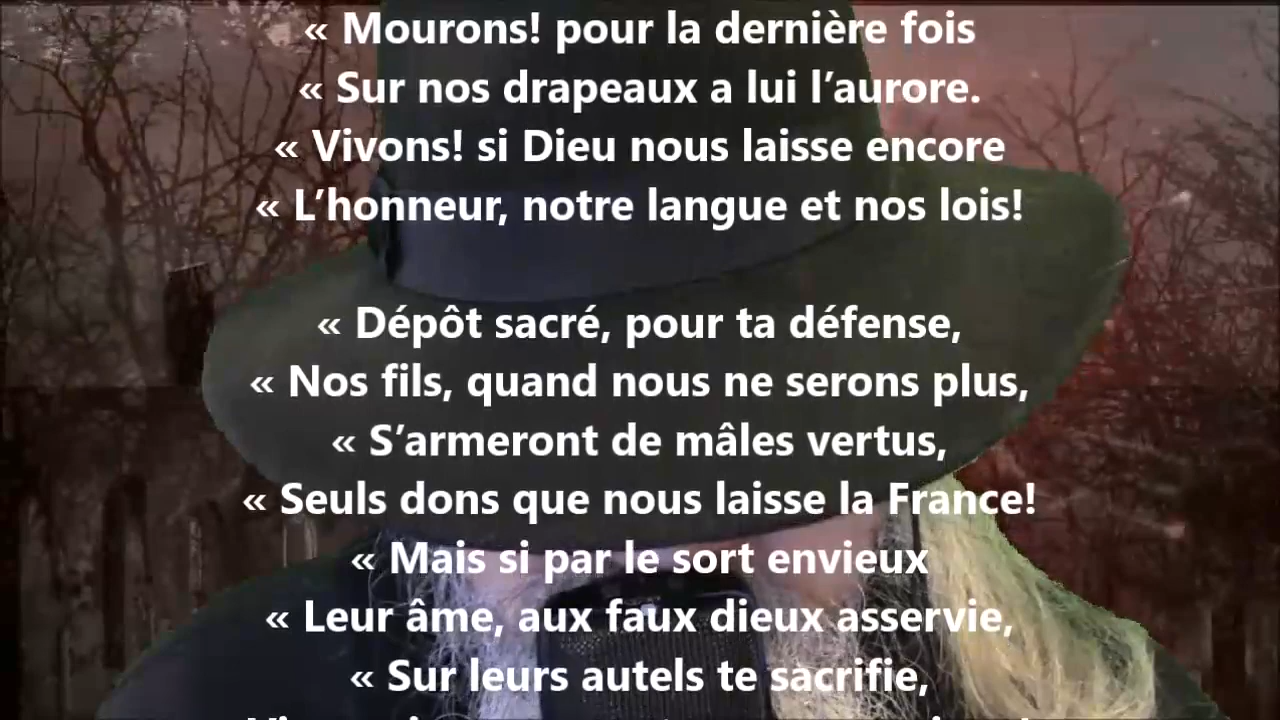 « Mourons! pour la dernière fois
« Sur nos drapeaux a lui l’aurore.
« Vivons! si Dieu nous laisse encore
« L’honneur, notre langue et nos lois!
« Dépôt sacré, pour ta défense,
« Nos fils, quand nous ne serons plus,
« S’armeront de mâles vertus,
« Seuls dons que nous laisse la France!
« Mais si par le sort envieux
« Leur âme, aux faux dieux asservie,
« Sur leurs autels te sacrifie,